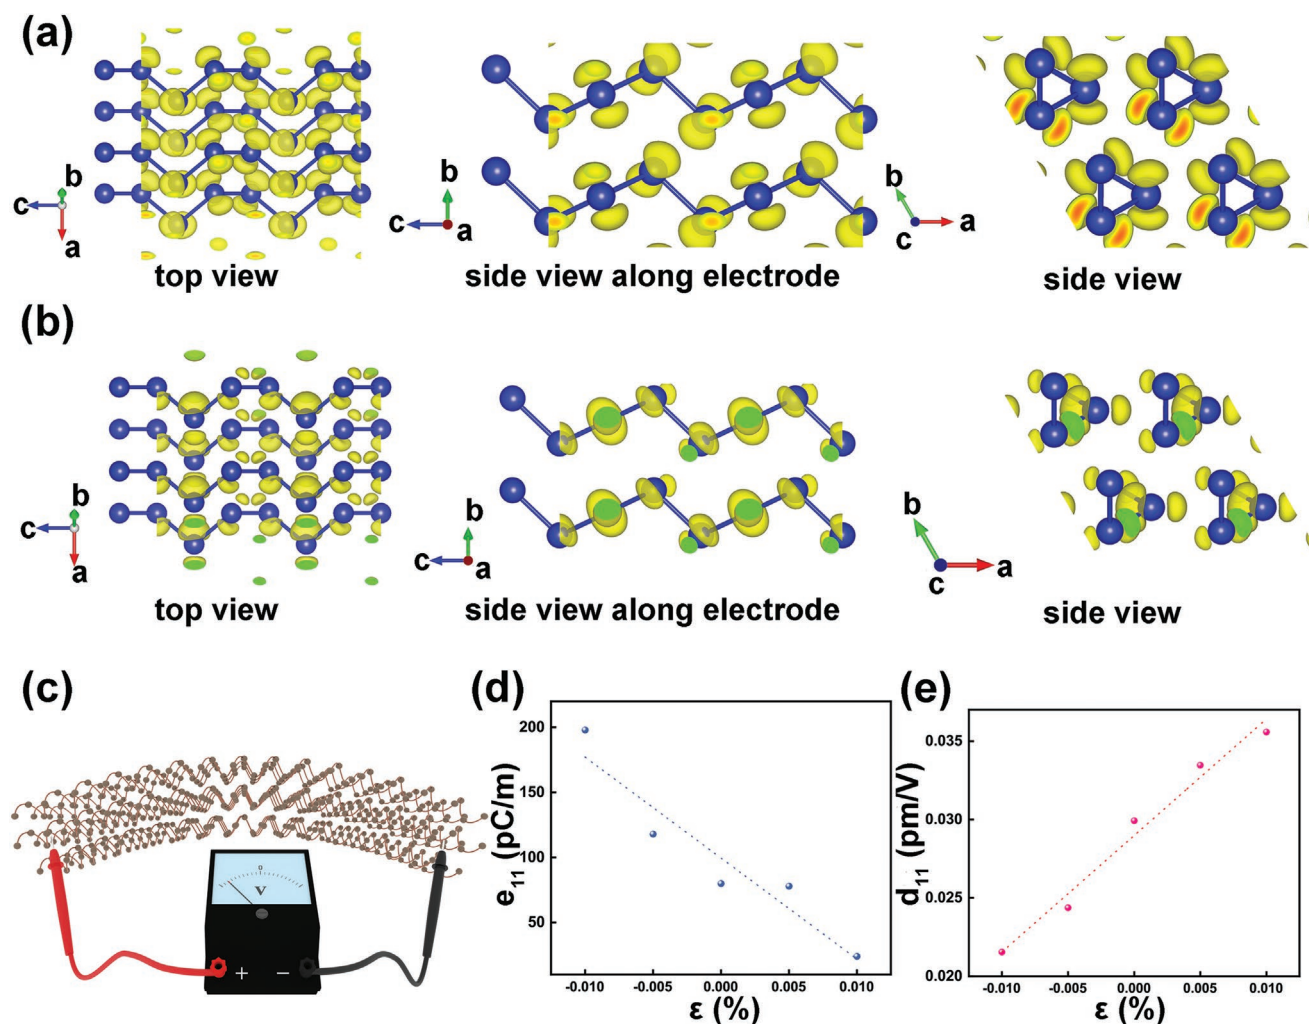 (a)
b
c
a
top view
b
c
a
side view along electrode
b
c
a
side view
(b)
b
c
a
top view
b
c
a
side view along electrode
b
c
a
side view
(c)
0
V
+ −
(d)
e11 (pC/m)
200
150
100
50
-0.010 -0.005 0.000 0.005 0.010
ε (%)
(e)
d11 (pm/V)
0.035
0.030
0.025
0.020
-0.010 -0.005 0.000 0.005 0.010
ε (%)